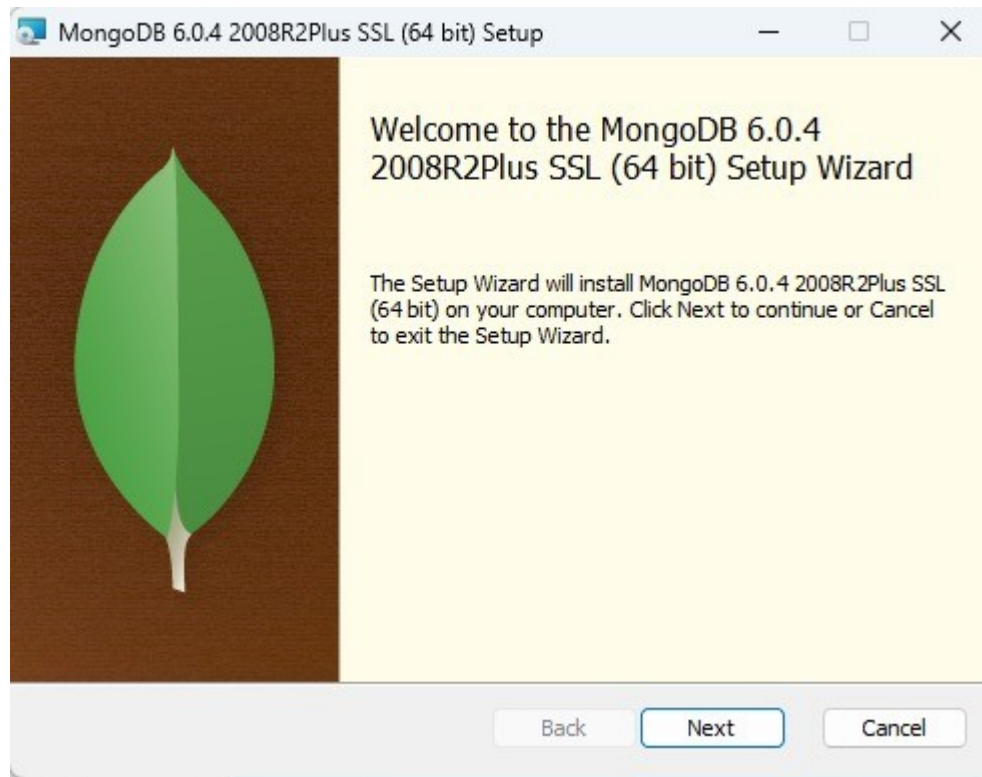 MongoDB 6.0.4 2008R2Plus SSL (64 bit) Setup
Welcome to the MongoDB 6.0.4
2008R2Plus SSL (64 bit) Setup Wizard
The Setup Wizard will install MongoDB 6.0.4 2008R2Plus SSL
(64 bit) on your computer. Click Next to continue or Cancel
to exit the Setup Wizard.
Back
Next
Cancel